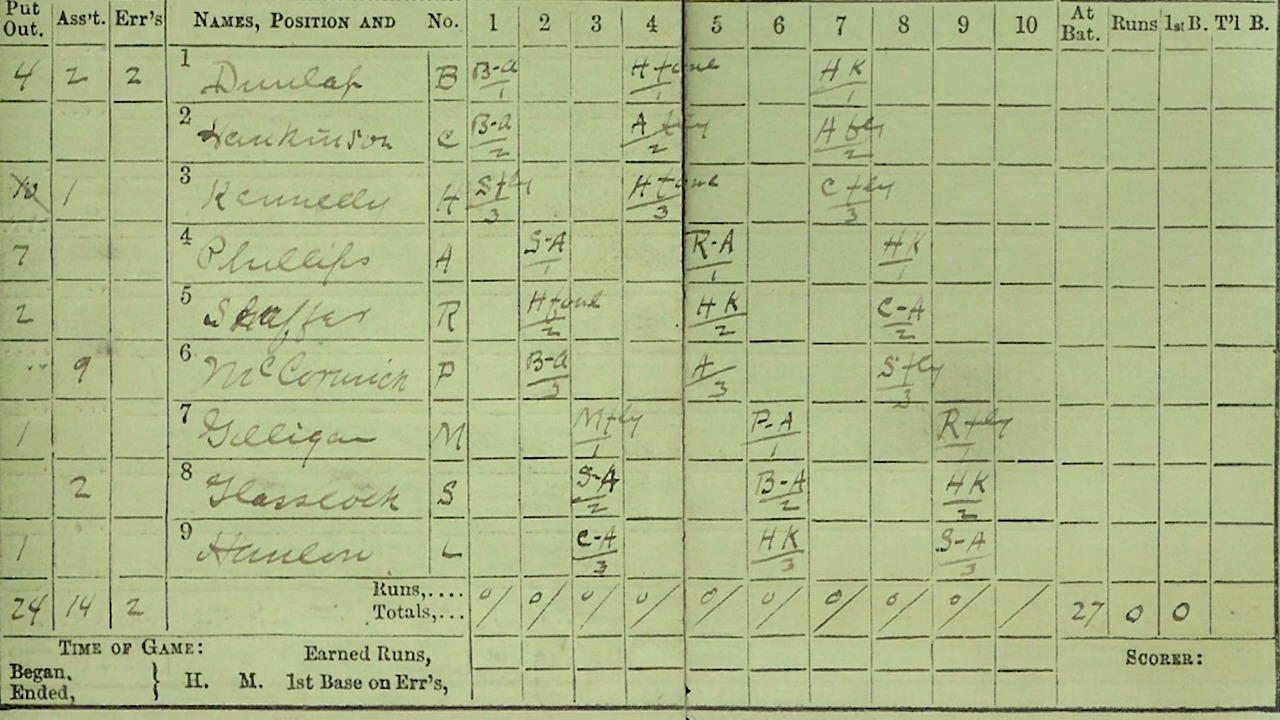 Put Out. Ass't. Err's NAMES, POSITION AND No. 1 2 3 4 5 6 7 8 9 10 At Bat. Runs 1st B. T'l B.
4 2 2 1 Dunlap B B-A/1 H foul/1 H K/1
2 Hankinson C B-A/2 A fly/2 H fly/2
1 3 Kennedy H S fly/3 H foul/3 C fly/3
7 4 Phillips A S-A/1 R-A/1 H K/1
2 5 Shaffer R H foul/2 H K/2 C-A/2
9 6 McCormick P B-A/3 A/3 S fly/3
1 7 Gilligan M M fly/1 P-A/1 R fly/1
2 8 Glasscock S S-A/2 B-A/2 H K/2
1 9 Hanlon L C-A/3 H K/3 S-A/3
24 14 2 Runs,.... Totals,... 0/ 0/ 0/ 0/ 0/ 0/ 0/ 0/ 0/ / 27 0 0
TIME OF GAME: Earned Runs, SCORER:
Began,
Ended, } H. M. 1st Base on Err's,